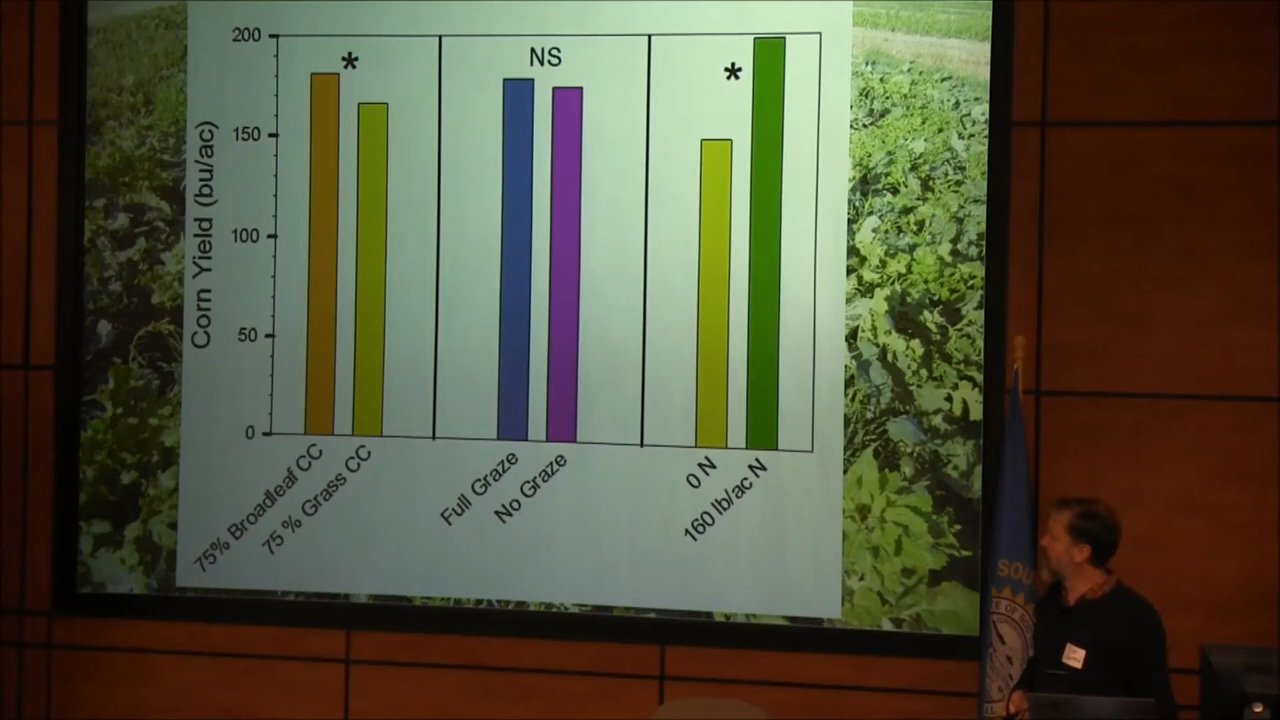 200
*
NS
*
150
100
50
0
Corn Yield (bu/ac)
75% Broadleaf CC
75 % Grass CC
Full Graze
No Graze
0 N
160 lb/ac N
SOU